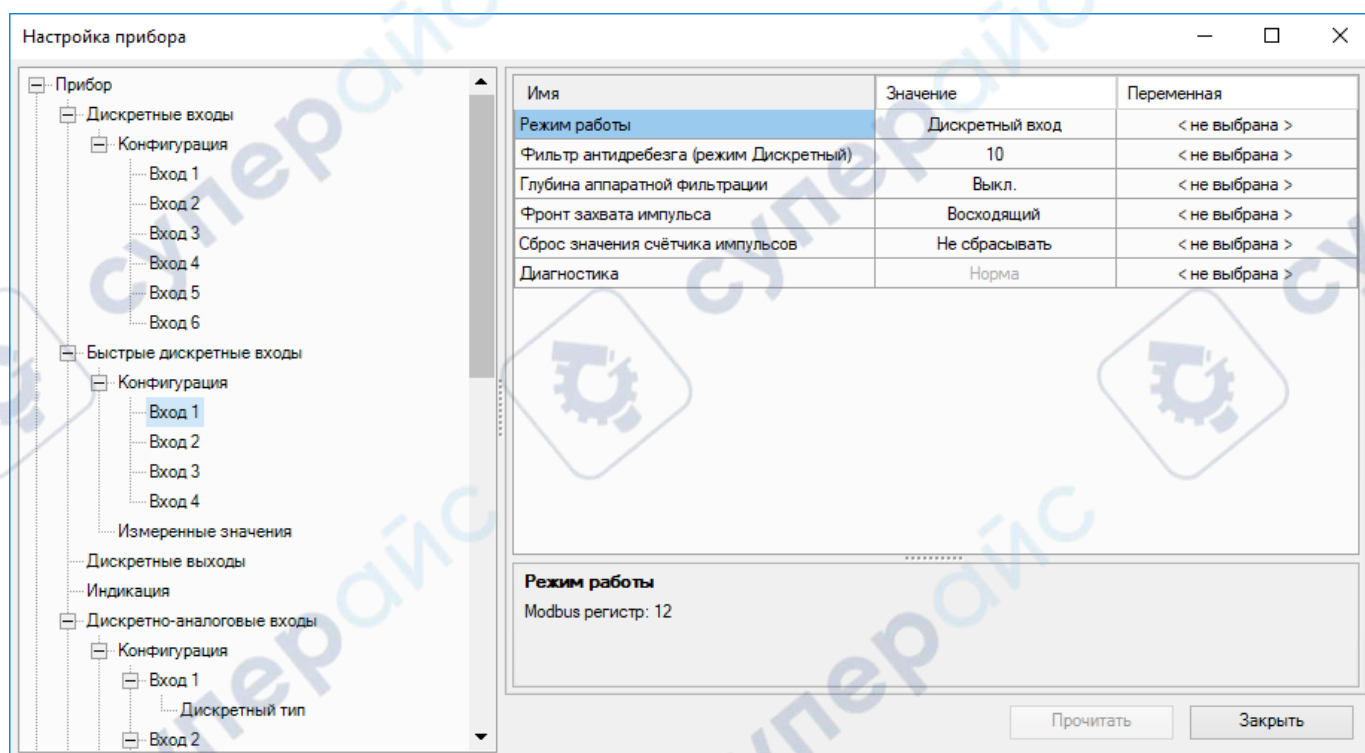 Настройка прибора
Прибор
Дискретные входы
Конфигурация
Вход 1
Вход 2
Вход 3
Вход 4
Вход 5
Вход 6
Быстрые дискретные входы
Конфигурация
Вход 1
Вход 2
Вход 3
Вход 4
Измеренные значения
Дискретные выходы
Индикация
Дискретно-аналоговые входы
Конфигурация
Вход 1
Дискретный тип
Вход 2
Имя Значение Переменная
Режим работы Дискретный вход < не выбрана >
Фильтр антидребезга (режим Дискретный) 10 < не выбрана >
Глубина аппаратной фильтрации Выкл. < не выбрана >
Фронт захвата импульса Восходящий < не выбрана >
Сброс значения счётчика импульсов Не сбрасывать < не выбрана >
Диагностика Норма < не выбрана >
Режим работы
Modbus регистр: 12
Прочитать Закрыть
суперайс
суперайс
суперайс
суперайс